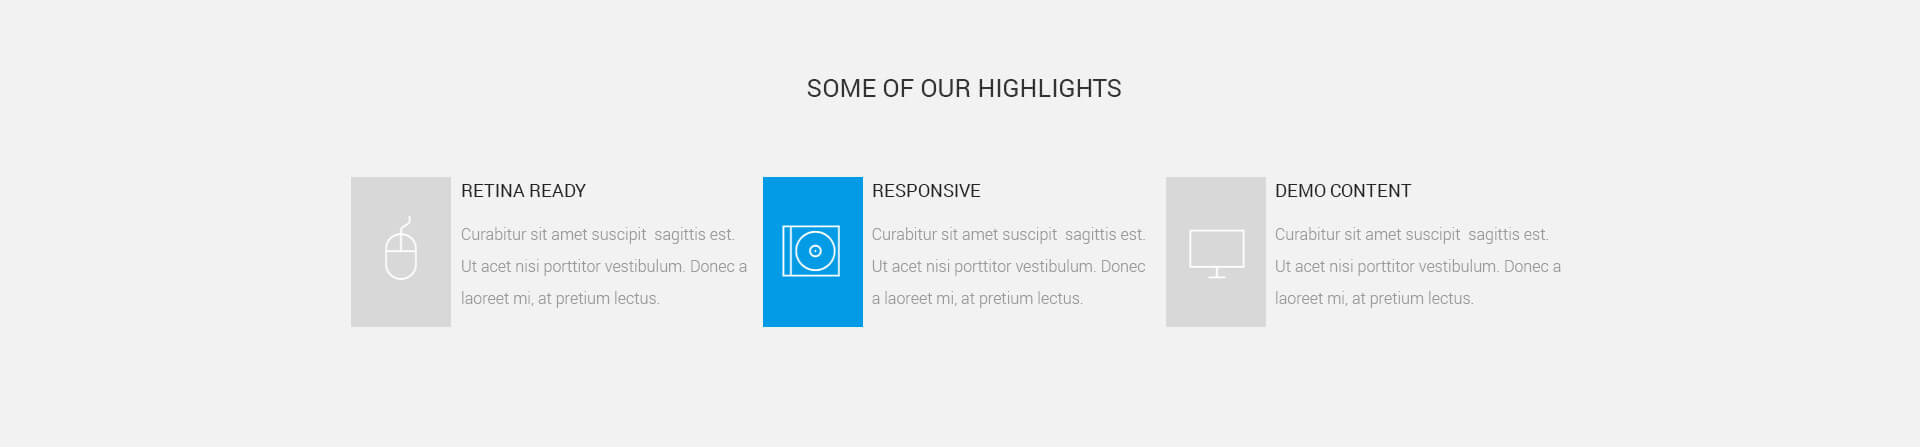 SOME OF OUR HIGHLIGHTS
RETINA READY
Curabitur sit amet suscipit  sagittis est.
Ut acet nisi porttitor vestibulum. Donec a
laoreet mi, at pretium lectus.
RESPONSIVE
Curabitur sit amet suscipit  sagittis est.
Ut acet nisi porttitor vestibulum. Donec
a laoreet mi, at pretium lectus.
DEMO CONTENT
Curabitur sit amet suscipit  sagittis est.
Ut acet nisi porttitor vestibulum. Donec a
laoreet mi, at pretium lectus.